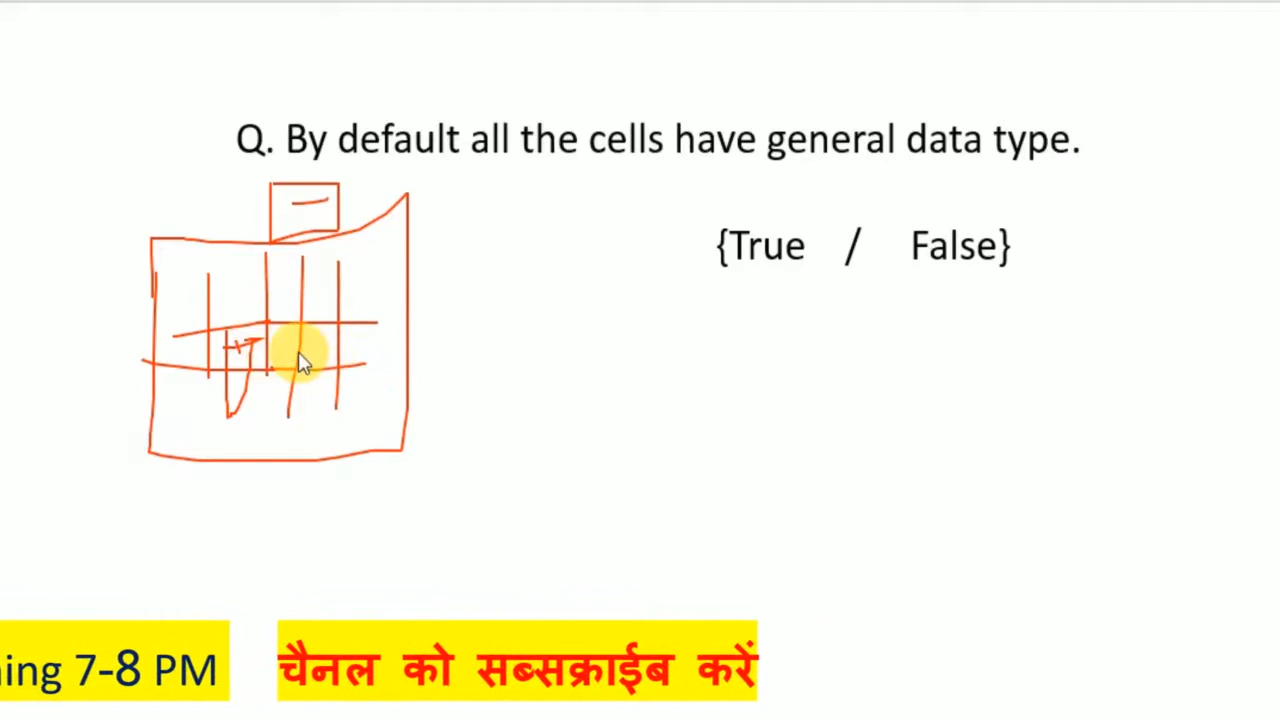 Q. By default all the cells have general data type.
{True / False}
7-8 PM
चैनल को सब्सक्राईब करें